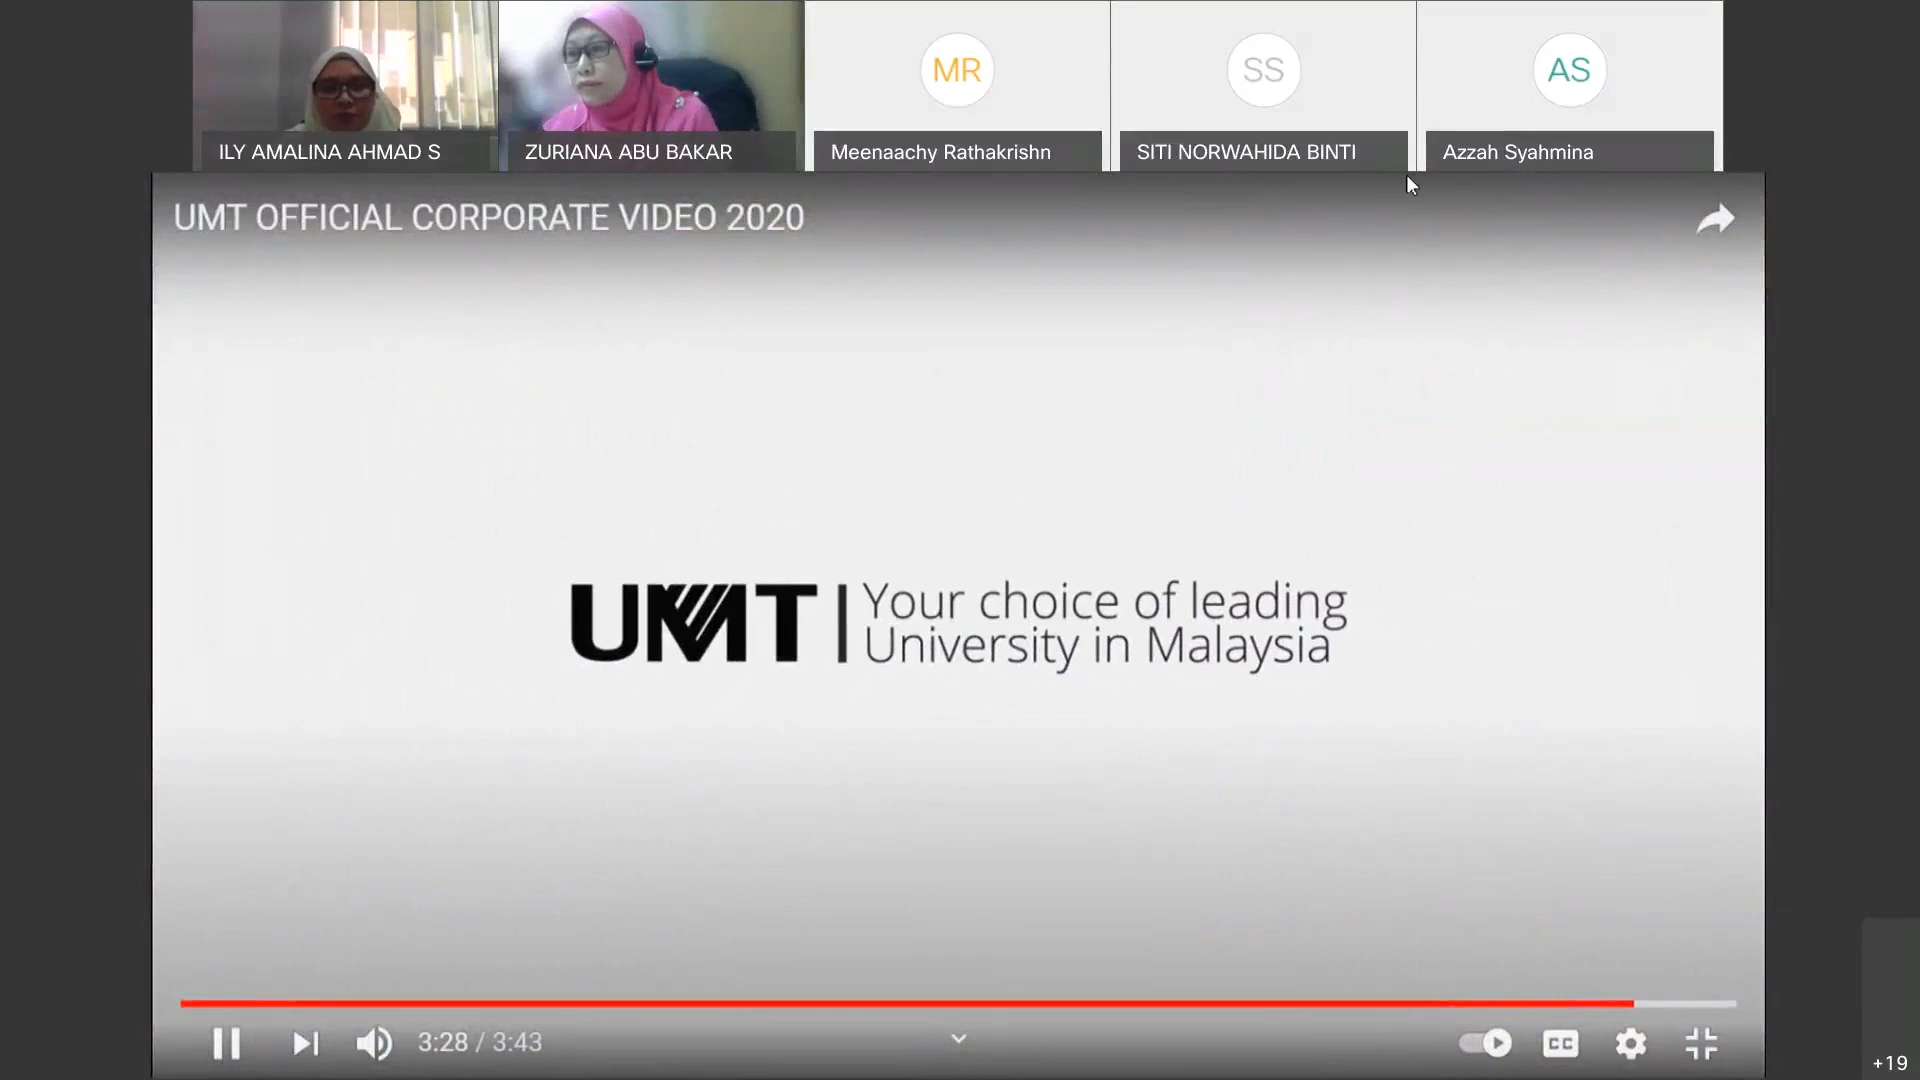 MR
SS
AS
ILY AMALINA AHMAD S
ZURIANA ABU BAKAR
Meenaachy Rathakrishn
SITI NORWAHIDA BINTI
Azzah Syahmina
UMT OFFICIAL CORPORATE VIDEO 2020
UMT
Your choice of leading
University in Malaysia
3:28 / 3:43
CC
+19